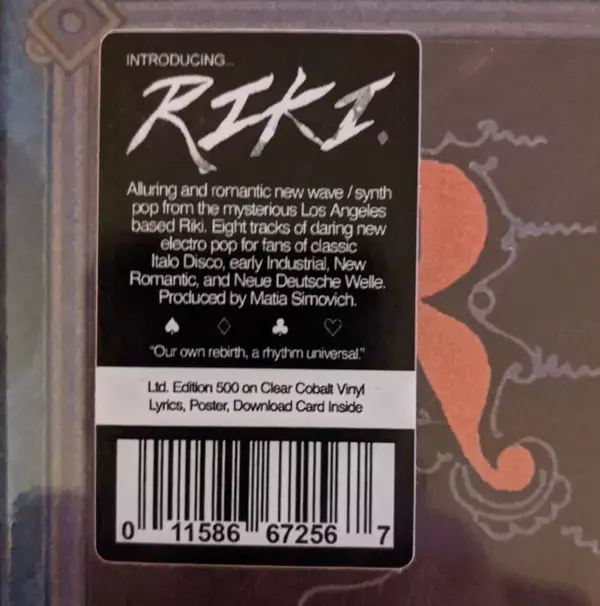 INTRODUCING...
RIKI.
Alluring and romantic new wave / synth
pop from the mysterious Los Angeles
based Riki. Eight tracks of daring new
electro pop for fans of classic
Italo Disco, early Industrial, New
Romantic, and Neue Deutsche Welle.
Produced by Matia Simovich.
♠ ♢ ♣ ♡
"Our own rebirth, a rhythm universal."
Ltd. Edition 500 on Clear Cobalt Vinyl
Lyrics, Poster, Download Card Inside
0 11586 67256 7